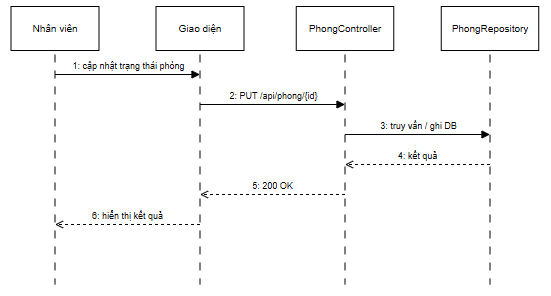 Nhân viên
Giao diện
PhongController
PhongRepository
1: cập nhật trạng thái phòng
2: PUT /api/phong/{id}
3: truy vấn / ghi DB
4: kết quả
5: 200 OK
6: hiển thị kết quả